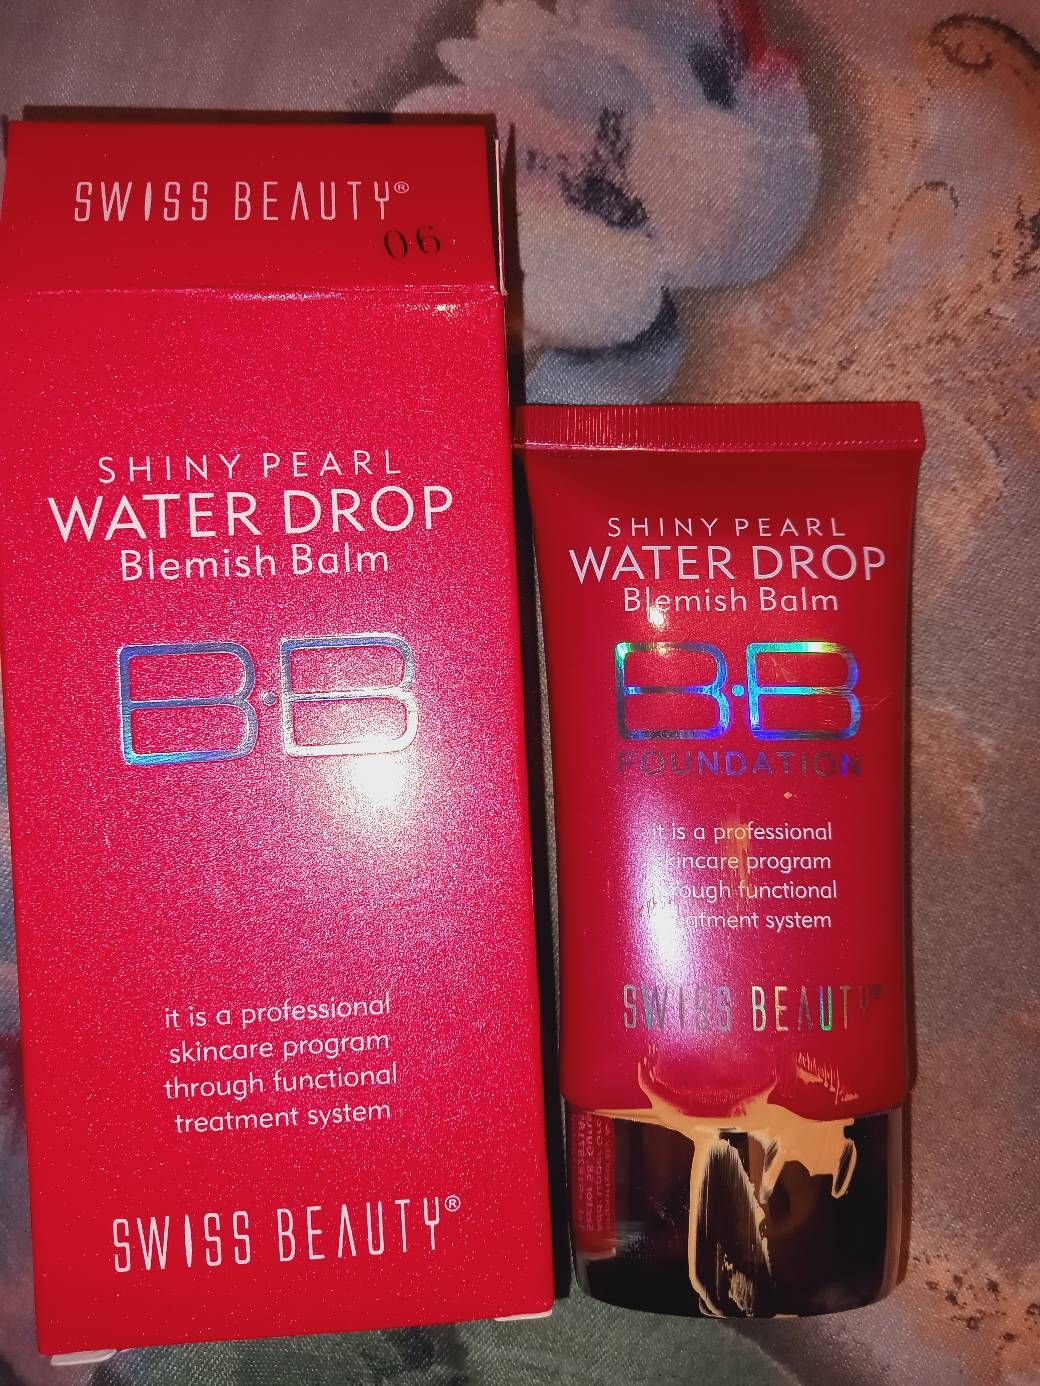 SWISS BEAUTY®
06
SHINY PEARL
WATER DROP
Blemish Balm
B·B
it is a professional
skincare program
through functional
treatment system
SWISS BEAUTY®
SHINY PEARL
WATER DROP
Blemish Balm
B·B
FOUNDATION
it is a professional
skincare program
through functional
treatment system
SWISS BEAUTY®